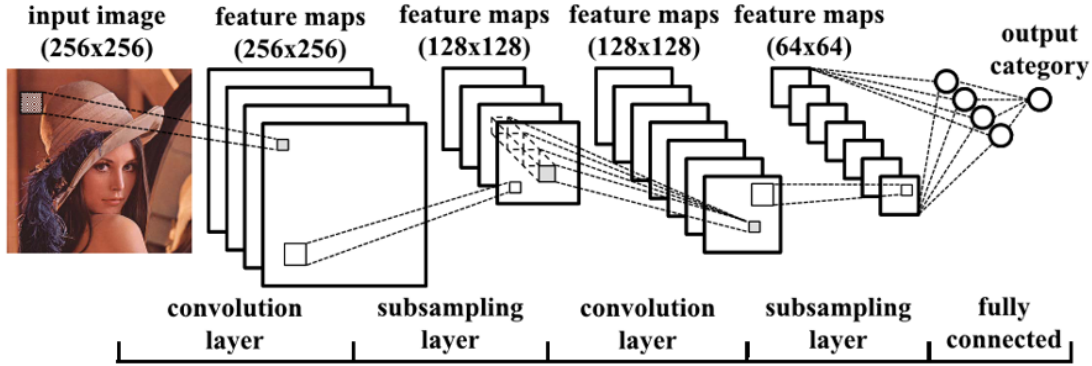 input image
(256x256)
feature maps
(256x256)
feature maps
(128x128)
feature maps
(128x128)
feature maps
(64x64)
output
category
convolution
layer
subsampling
layer
convolution
layer
subsampling
layer
fully
connected